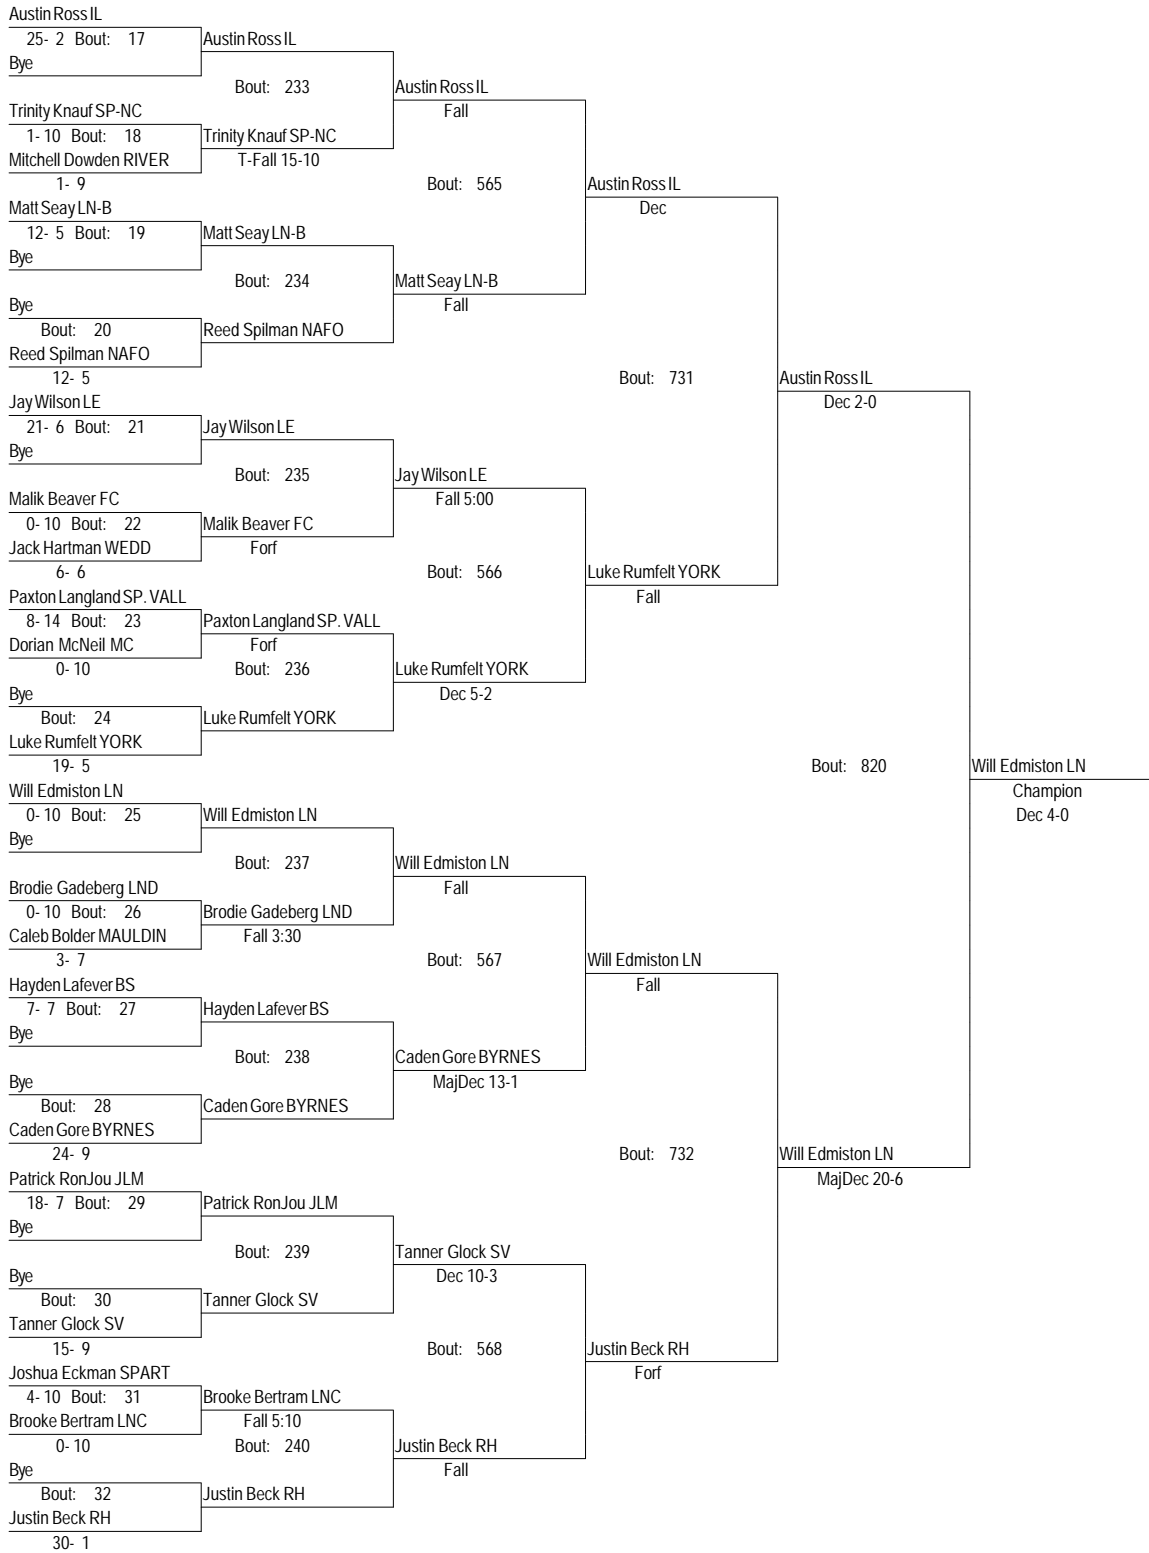 Austin Ross IL
25- 2 Bout: 17 Austin Ross IL
Bye
Bout: 233 Austin Ross IL
Trinity Knauf SP-NC Fall
1- 10 Bout: 18 Trinity Knauf SP-NC
Mitchell Dowden RIVER T-Fall 15-10
1- 9 Bout: 565 Austin Ross IL
Matt Seay LN-B Dec
12- 5 Bout: 19 Matt Seay LN-B
Bye
Bout: 234 Matt Seay LN-B
Bye Fall
Bout: 20 Reed Spilman NAFO
Reed Spilman NAFO
12- 5 Bout: 731 Austin Ross IL
Jay Wilson LE Dec 2-0
21- 6 Bout: 21 Jay Wilson LE
Bye
Bout: 235 Jay Wilson LE
Malik Beaver FC Fall 5:00
0- 10 Bout: 22 Malik Beaver FC
Jack Hartman WEDD Forf
6- 6 Bout: 566 Luke Rumfelt YORK
Paxton Langland SP. VALL Fall
8- 14 Bout: 23 Paxton Langland SP. VALL
Dorian McNeil MC Forf
0- 10 Bout: 236 Luke Rumfelt YORK
Bye Dec 5-2
Bout: 24 Luke Rumfelt YORK
Luke Rumfelt YORK
19- 5 Bout: 820 Will Edmiston LN
Will Edmiston LN Champion
0- 10 Bout: 25 Will Edmiston LN Dec 4-0
Bye
Bout: 237 Will Edmiston LN
Brodie Gadeberg LND Fall
0- 10 Bout: 26 Brodie Gadeberg LND
Caleb Bolder MAULDIN Fall 3:30
3- 7 Bout: 567 Will Edmiston LN
Hayden Lafever BS Fall
7- 7 Bout: 27 Hayden Lafever BS
Bye
Bout: 238 Caden Gore BYRNES
Bye MajDec 13-1
Bout: 28 Caden Gore BYRNES
Caden Gore BYRNES
24- 9 Bout: 732 Will Edmiston LN
Patrick RonJou JLM MajDec 20-6
18- 7 Bout: 29 Patrick RonJou JLM
Bye
Bout: 239 Tanner Glock SV
Bye Dec 10-3
Bout: 30 Tanner Glock SV
Tanner Glock SV
15- 9 Bout: 568 Justin Beck RH
Joshua Eckman SPART Forf
4- 10 Bout: 31 Brooke Bertram LNC
Brooke Bertram LNC Fall 5:10
0- 10 Bout: 240 Justin Beck RH
Bye Fall
Bout: 32 Justin Beck RH
Justin Beck RH
30- 1